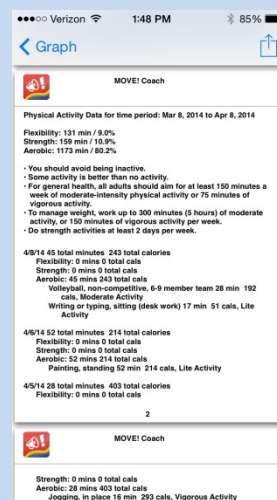 Verizon 1:48 PM 85%
Graph
MOVE! Coach
Physical Activity Data for time period: Mar 8, 2014 to Apr 8, 2014
Flexibility: 131 min / 9.0%
Strength: 159 min / 10.9%
Aerobic: 1173 min / 80.2%
· You should avoid being inactive.
· Some activity is better than no activity.
· For general health, all adults should aim for at least 150 minutes a
week of moderate-intensity physical activity or 75 minutes of
vigorous activity.
· To manage weight, work up to 300 minutes (5 hours) of moderate
activity, or 150 minutes of vigorous activity per week.
· Do strength activities at least 2 days per week.
4/8/14 45 total minutes 243 total calories
Flexibility: 0 mins 0 total cals
Strength: 0 mins 0 total cals
Aerobic: 45 mins 243 total cals
Volleyball, non-competitive, 6-9 member team 28 min 192
cals, Moderate Activity
Writing or typing, sitting (desk work) 17 min 51 cals, Lite
Activity
4/6/14 52 total minutes 214 total calories
Flexibility: 0 mins 0 total cals
Strength: 0 mins 0 total cals
Aerobic: 52 mins 214 total cals
Painting, standing 52 min 214 cals, Lite Activity
4/5/14 28 total minutes 403 total calories
Flexibility: 0 mins 0 total cals
2
MOVE! Coach
Strength: 0 mins 0 total cals
Aerobic: 28 mins 403 total cals
Jogging, in place 16 min 293 cals, Vigorous Activity